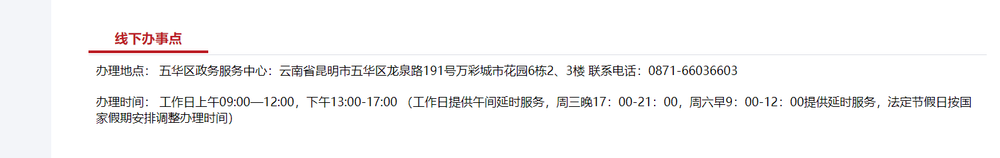 线下办事点
办理地点： 五华区政务服务中心：云南省昆明市五华区龙泉路191号万彩城市花园6栋2、3楼 联系电话：0871-66036603
办理时间： 工作日上午09:00—12:00，下午13:00-17:00 （工作日提供午间延时服务，周三晚17：00-21：00，周六早9：00-12：00提供延时服务，法定节假日按国
家假期安排调整办理时间）